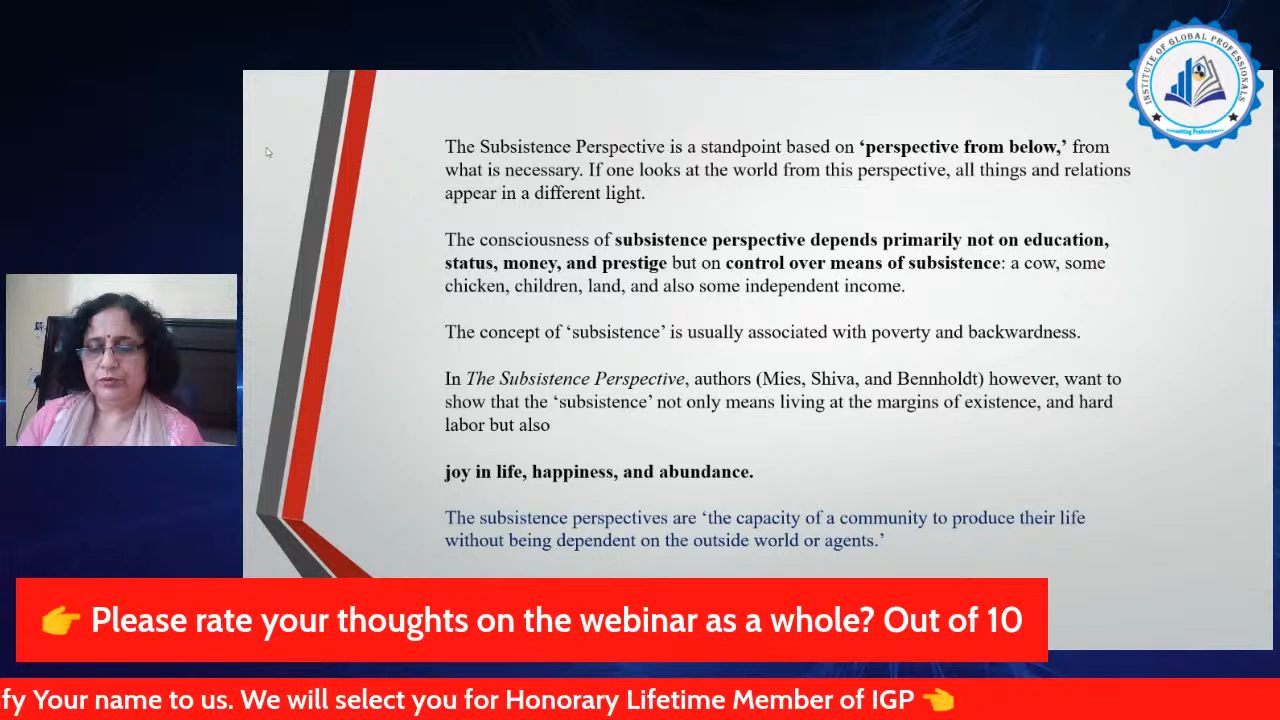 INSTITUTE OF GLOBAL PROFESSIONALS
The Subsistence Perspective is a standpoint based on ‘perspective from below,’ from
what is necessary. If one looks at the world from this perspective, all things and relations
appear in a different light.
The consciousness of subsistence perspective depends primarily not on education,
status, money, and prestige but on control over means of subsistence: a cow, some
chicken, children, land, and also some independent income.
The concept of ‘subsistence’ is usually associated with poverty and backwardness.
In The Subsistence Perspective, authors (Mies, Shiva, and Bennholdt) however, want to
show that the ‘subsistence’ not only means living at the margins of existence, and hard
labor but also
joy in life, happiness, and abundance.
The subsistence perspectives are ‘the capacity of a community to produce their life
without being dependent on the outside world or agents.’
👉 Please rate your thoughts on the webinar as a whole? Out of 10
fy Your name to us. We will select you for Honorary Lifetime Member of IGP 👈